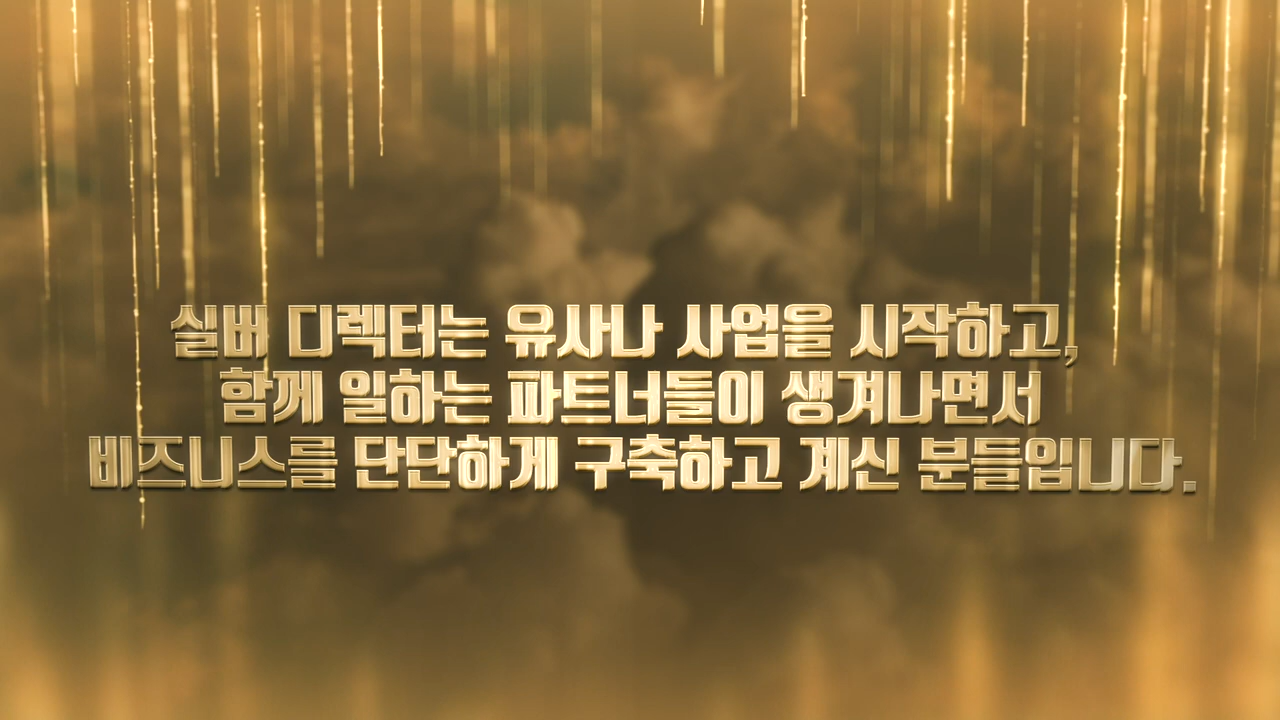 실버 디렉터는 유사나 사업을 시작하고,
함께 일하는 파트너들이 생겨나면서
비즈니스를 단단하게 구축하고 계신 분들입니다.